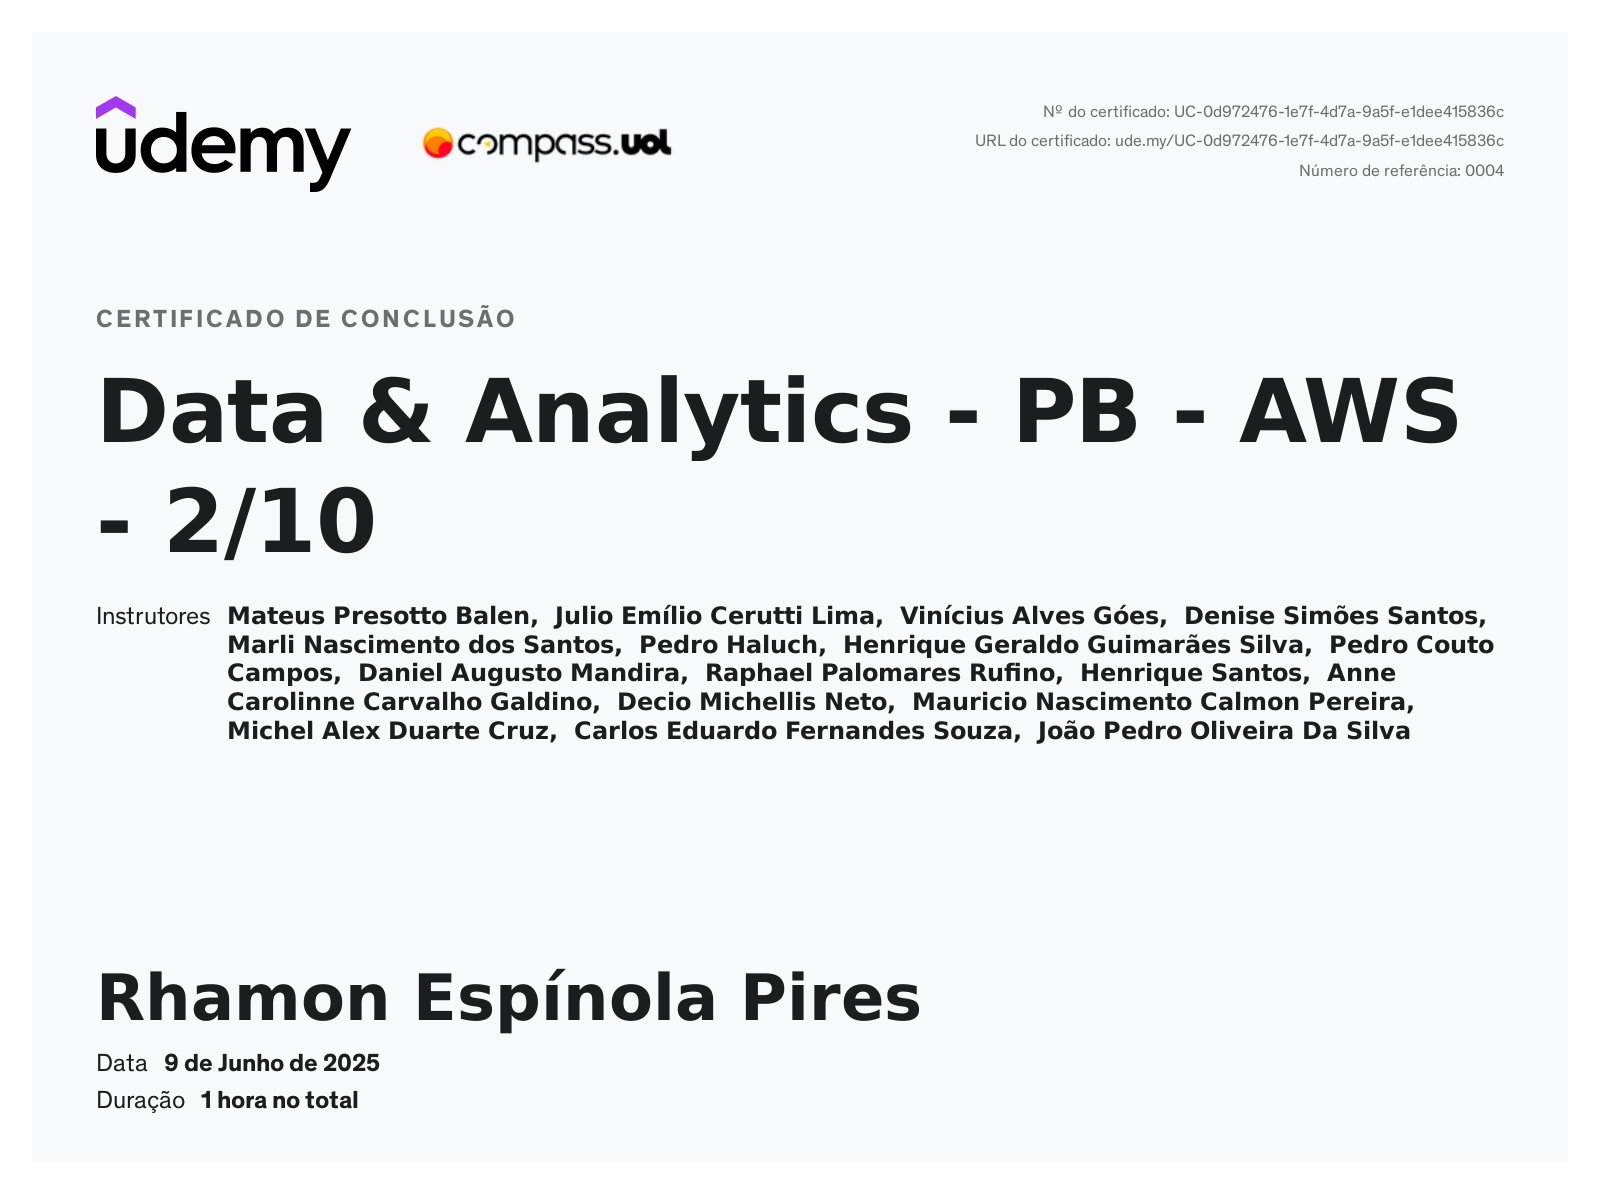 udemy
compass.uol
Nº do certificado: UC-0d972476-1e7f-4d7a-9a5f-e1dee415836c
URL do certificado: ude.my/UC-0d972476-1e7f-4d7a-9a5f-e1dee415836c
Número de referência: 0004
CERTIFICADO DE CONCLUSÃO
Data & Analytics - PB - AWS
- 2/10
Instrutores Mateus Presotto Balen, Julio Emílio Cerutti Lima, Vinícius Alves Góes, Denise Simões Santos,
Marli Nascimento dos Santos, Pedro Haluch, Henrique Geraldo Guimarães Silva, Pedro Couto
Campos, Daniel Augusto Mandira, Raphael Palomares Rufino, Henrique Santos, Anne
Carolinne Carvalho Galdino, Decio Michellis Neto, Mauricio Nascimento Calmon Pereira,
Michel Alex Duarte Cruz, Carlos Eduardo Fernandes Souza, João Pedro Oliveira Da Silva
Rhamon Espínola Pires
Data 9 de Junho de 2025
Duração 1 hora no total